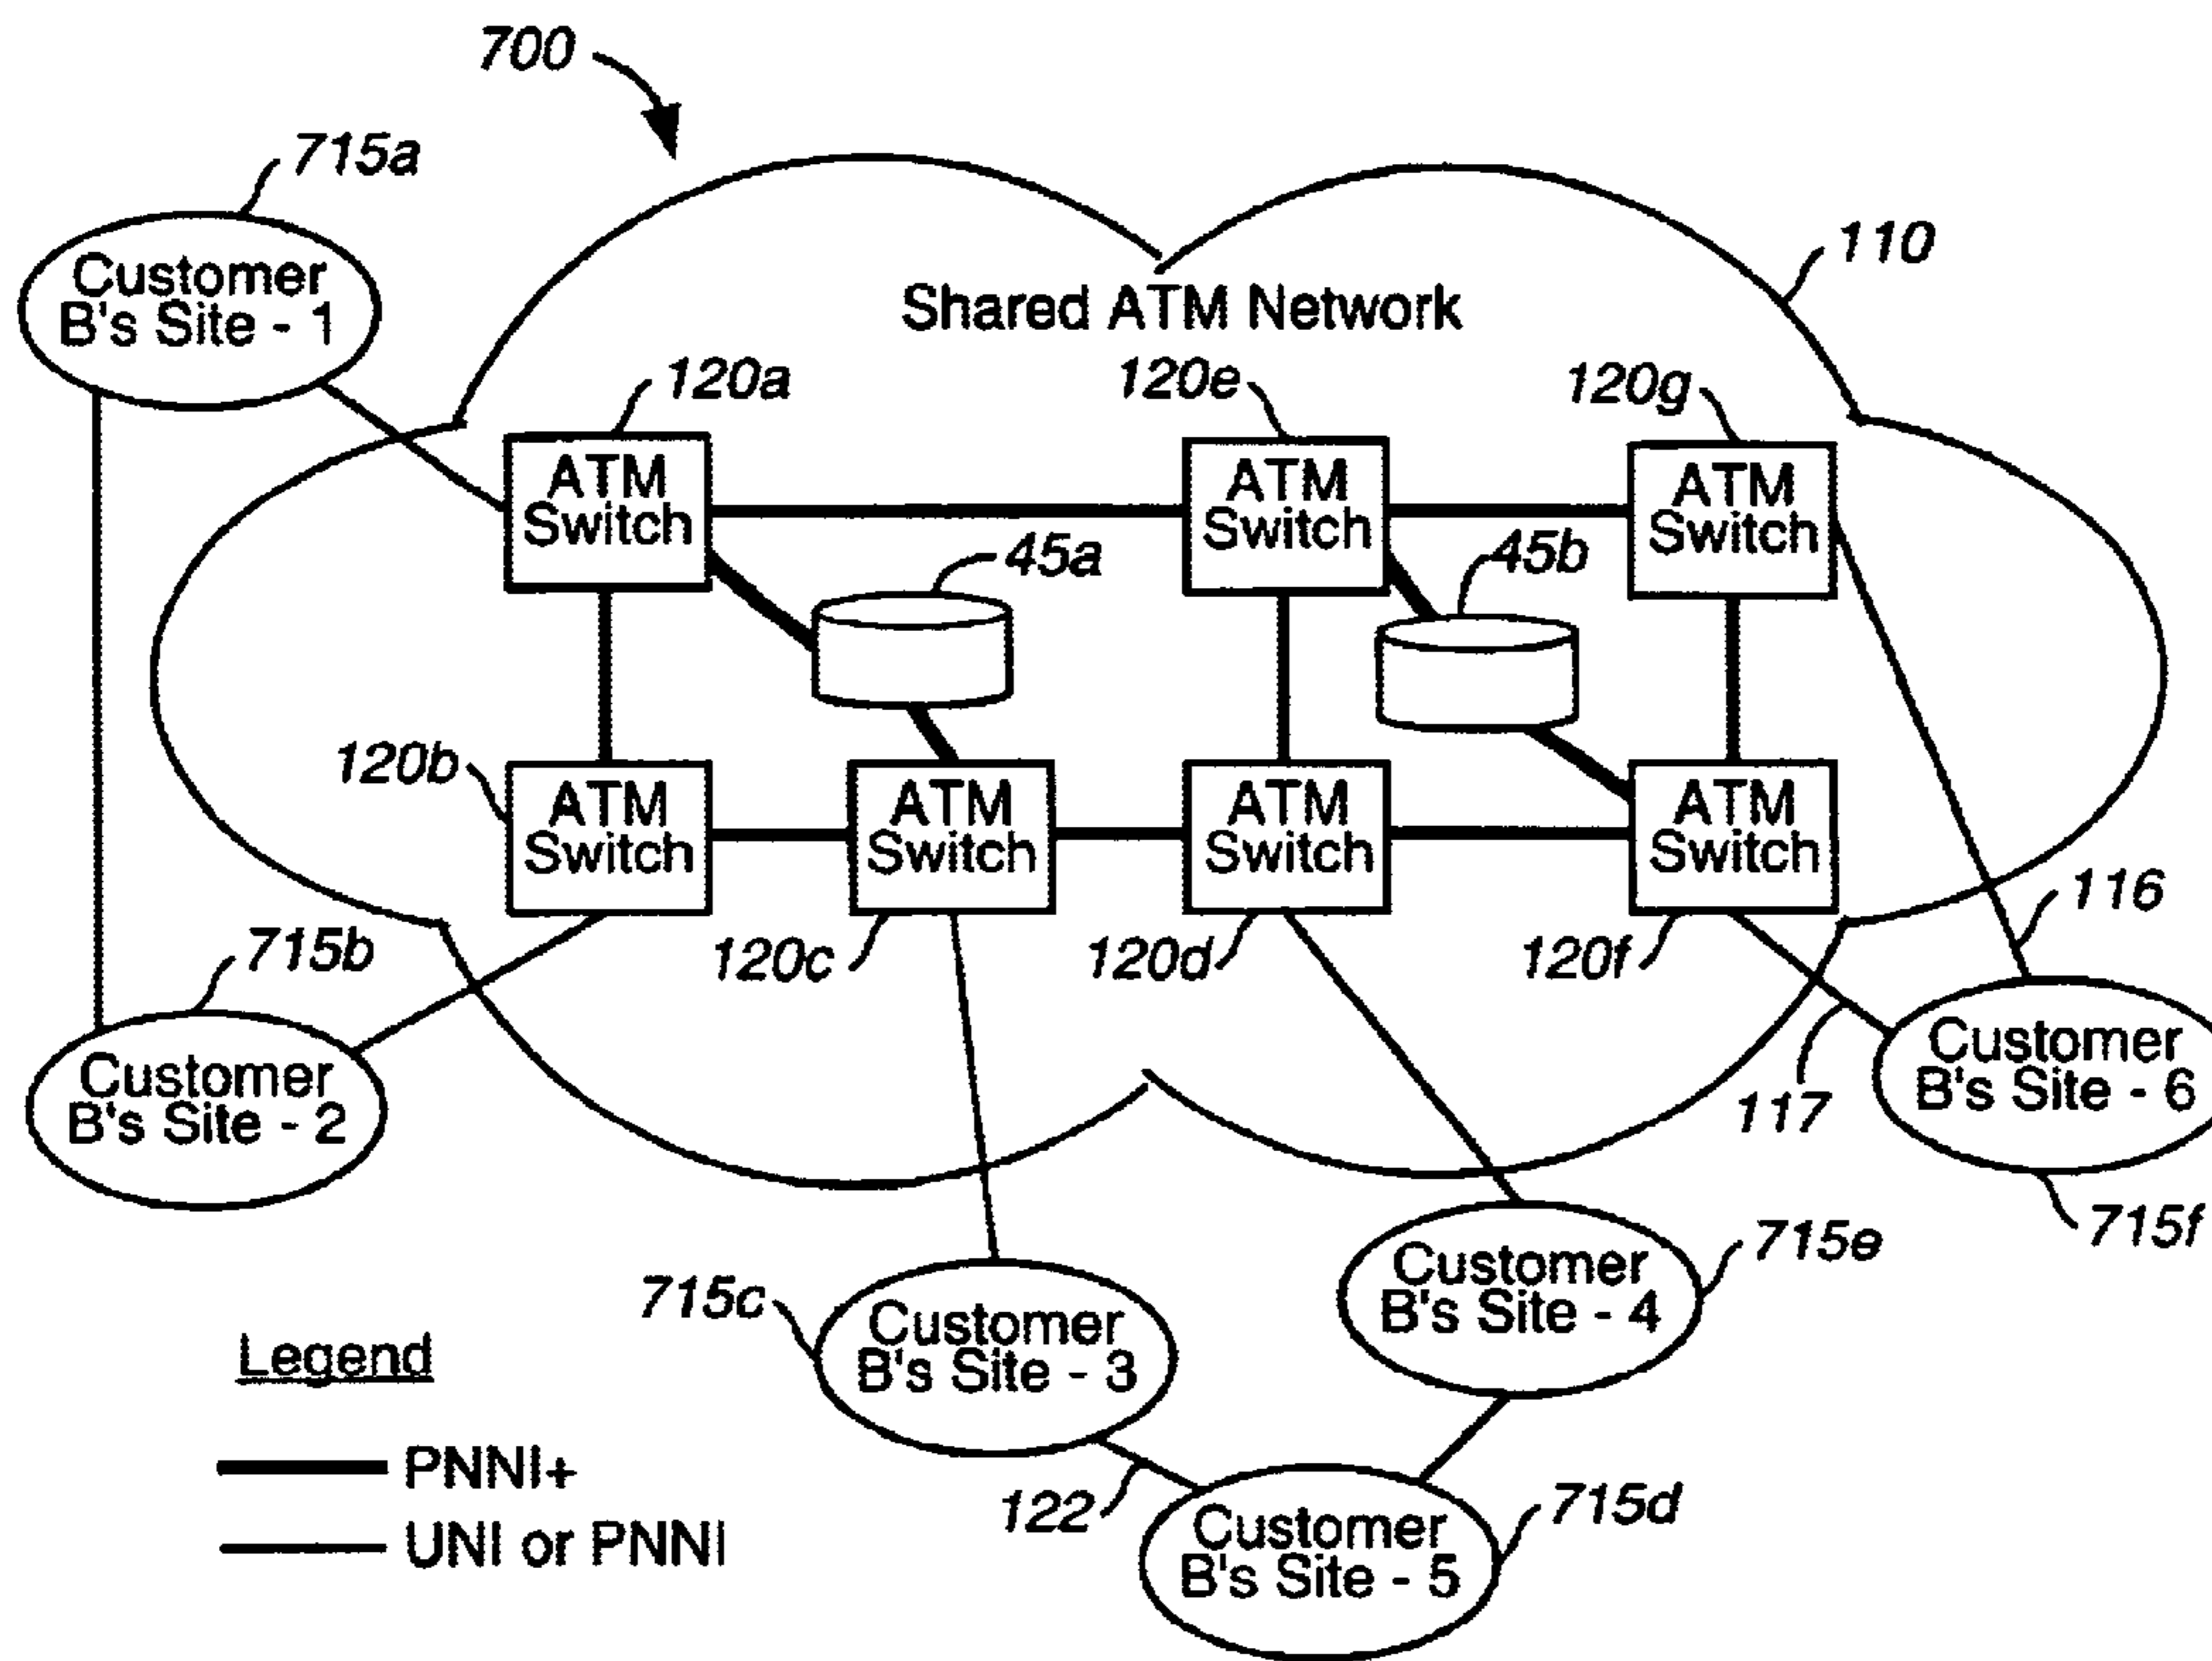 700
715a
Customer
B's Site - 1
110
Shared ATM Network
120a
120e
120g
ATM
Switch
ATM
Switch
ATM
Switch
45a
45b
120b
ATM
Switch
ATM
Switch
ATM
Switch
ATM
Switch
116
715b
120c
120d
120f
Customer
B's Site - 2
Customer
B's Site - 6
117
715f
715c
Customer
B's Site - 3
Customer
B's Site - 4
715e
Legend
PNNI+
UNI or PNNI
122
Customer
B's Site - 5
715d